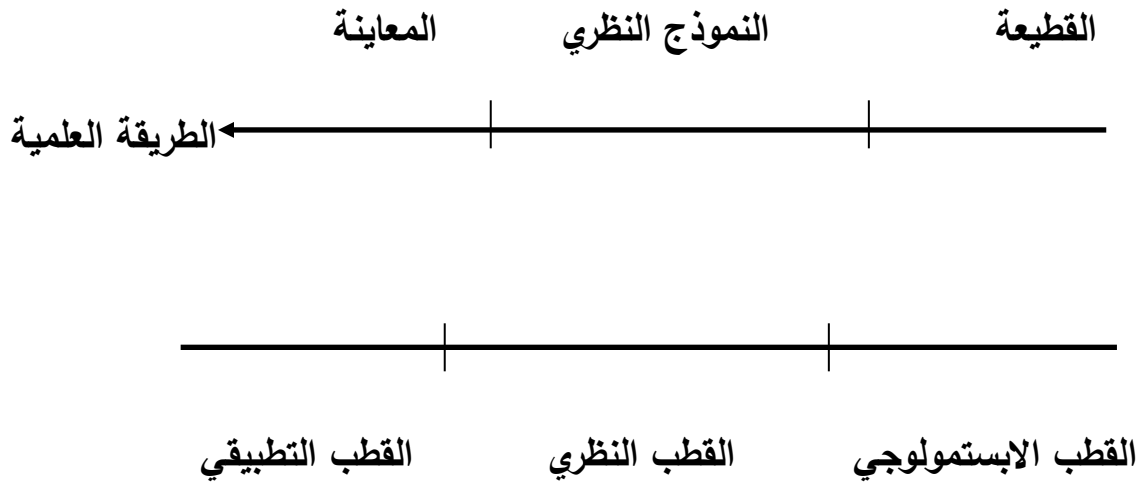 القطيعة النموذج النظري المعاينة
الطريقة العلمية
القطب الابستمولوجي القطب النظري القطب التطبيقي